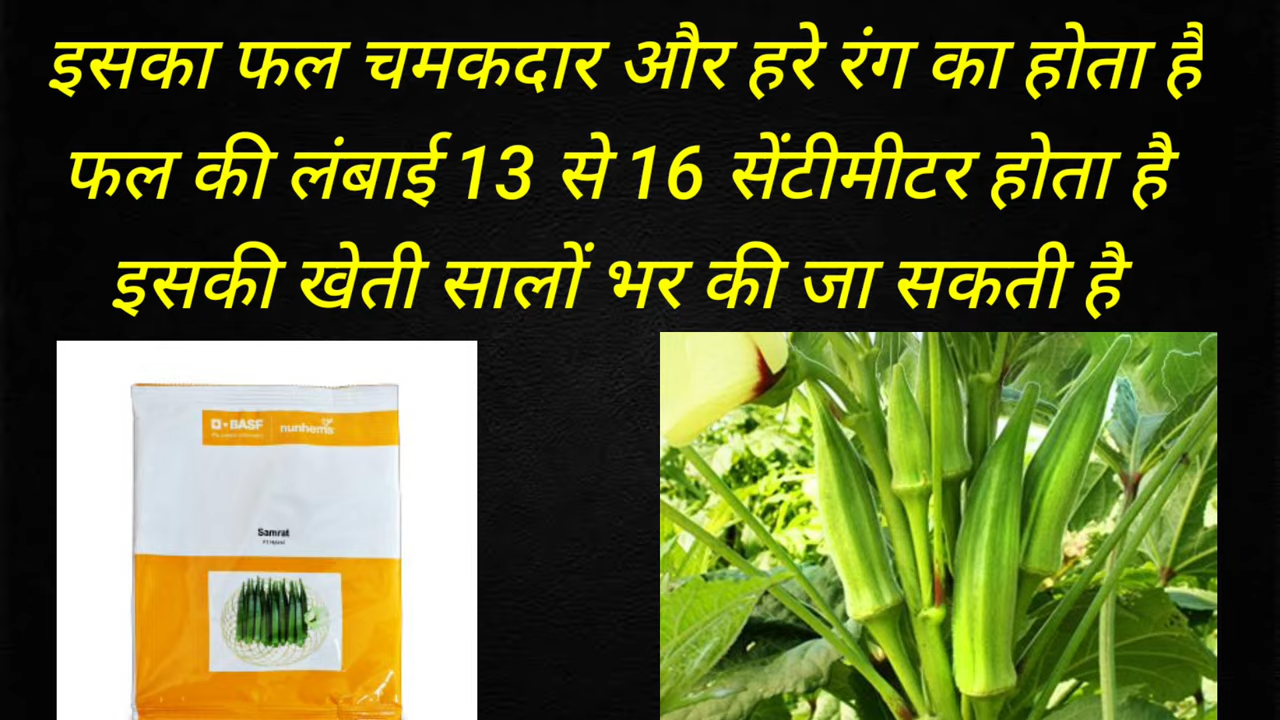 इसका फल चमकदार और हरे रंग का होता है
फल की लंबाई 13 से 16 सेंटीमीटर होता है
इसकी खेती सालों भर की जा सकती है
BASF
nunhems
Samrat